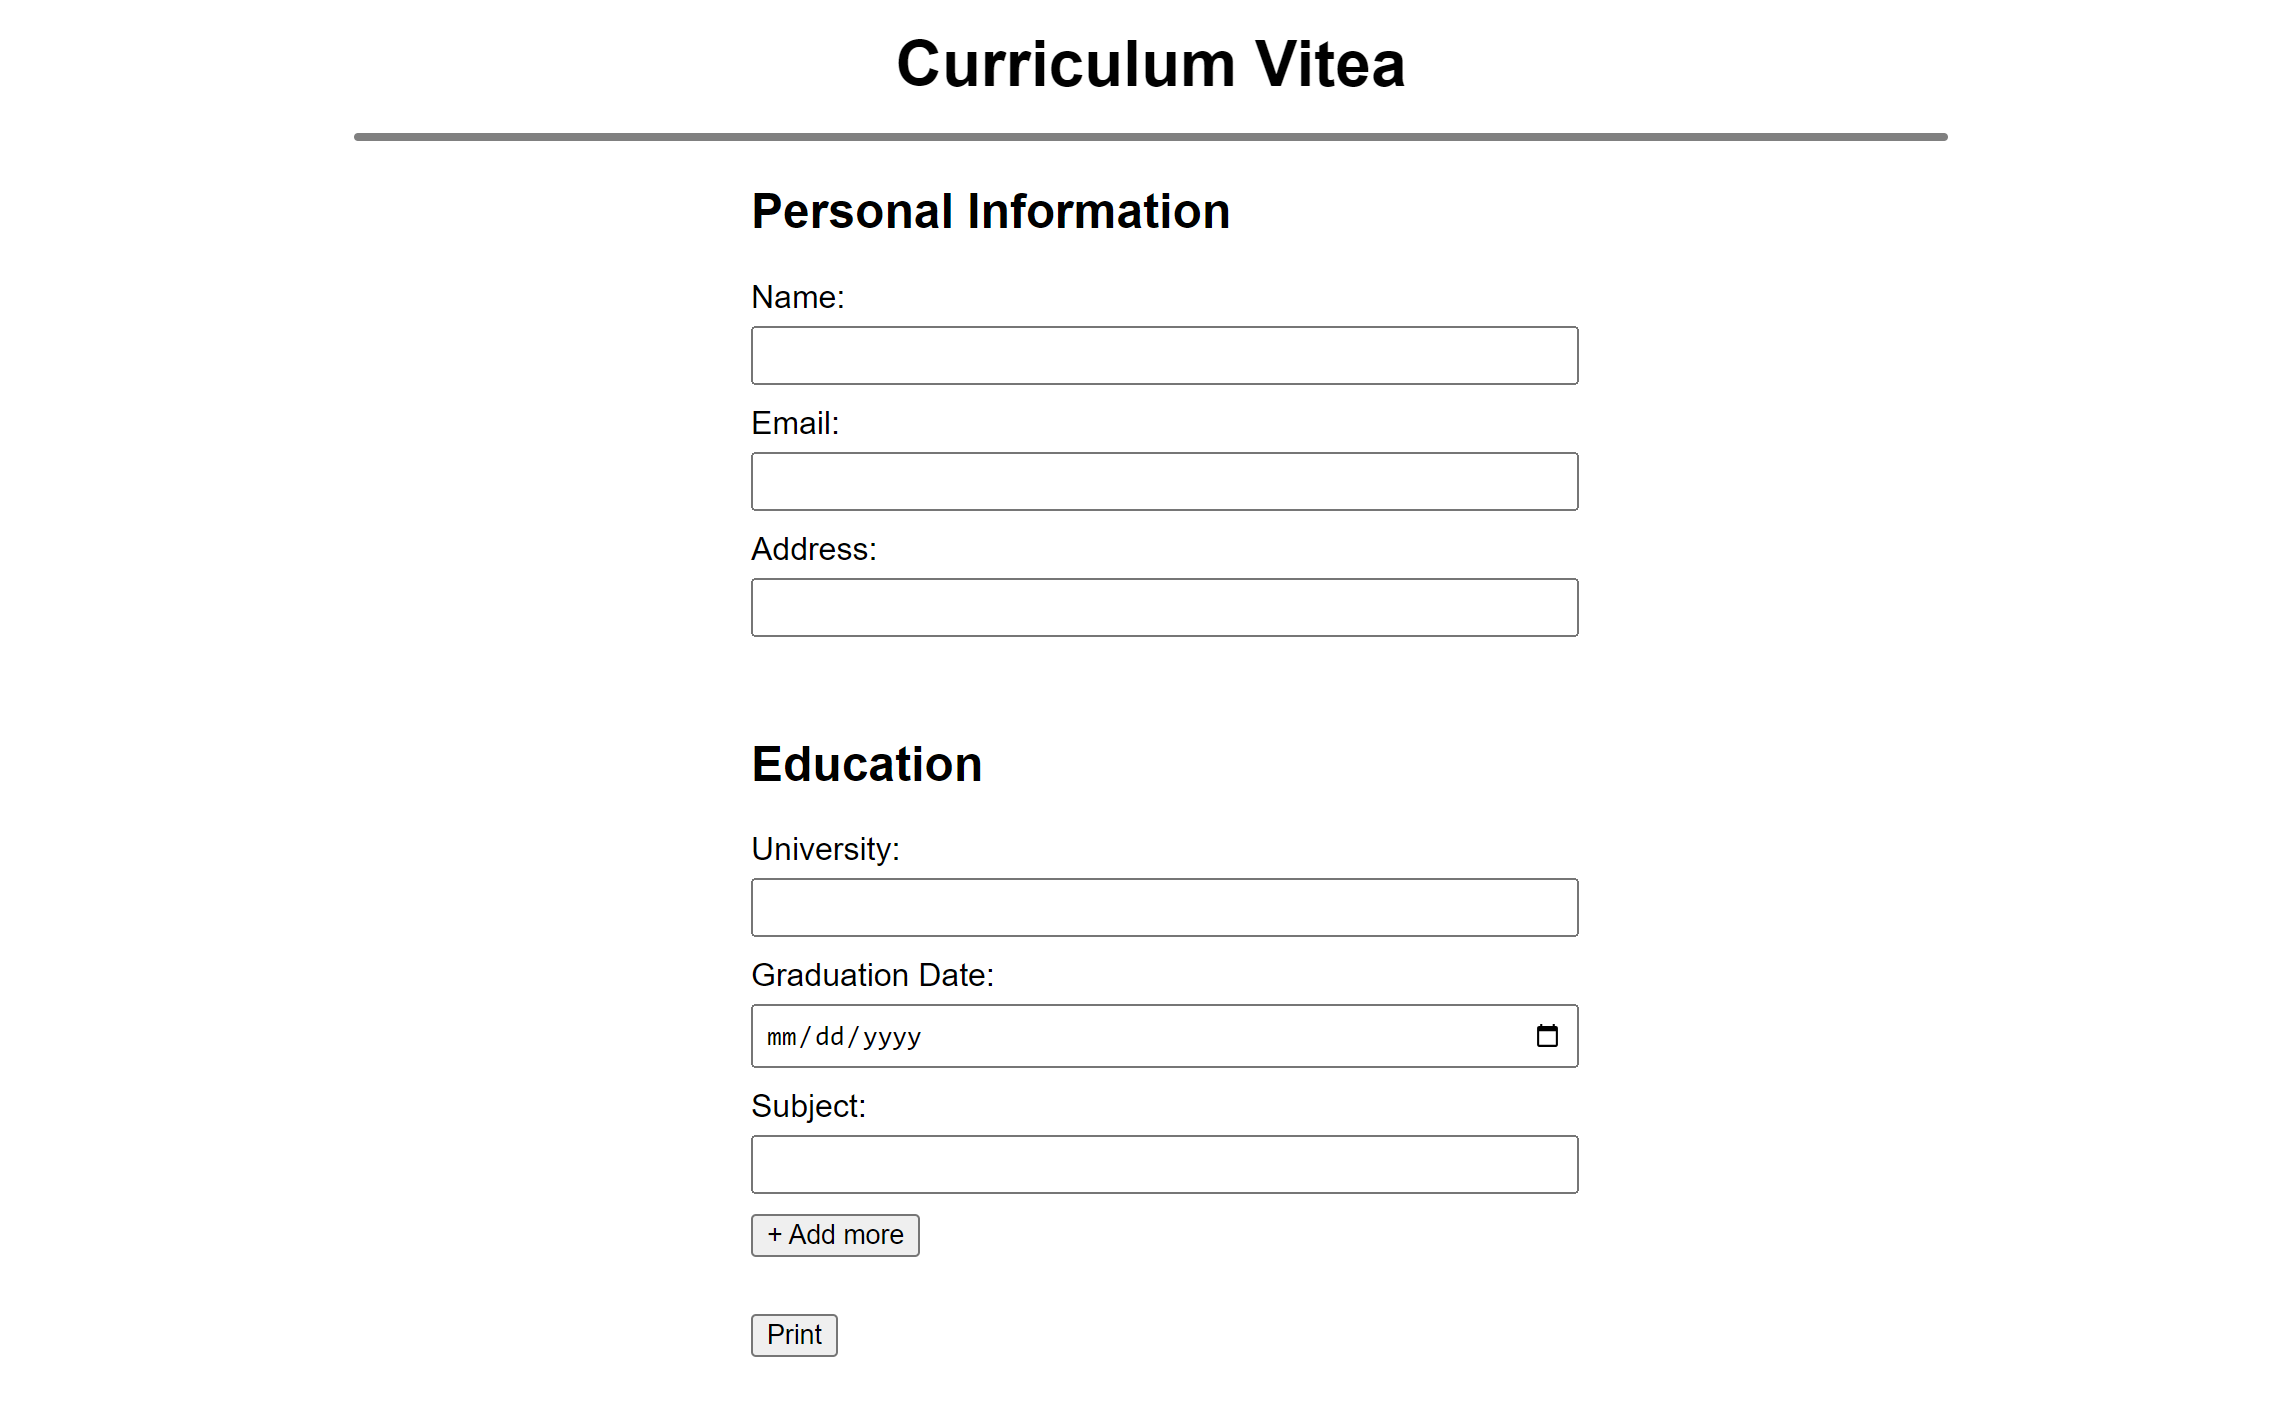 Curriculum Vitea
Personal Information
Name:
Email:
Address:
Education
University:
Graduation Date:
mm/dd/yyyy
Subject:
+ Add more
Print